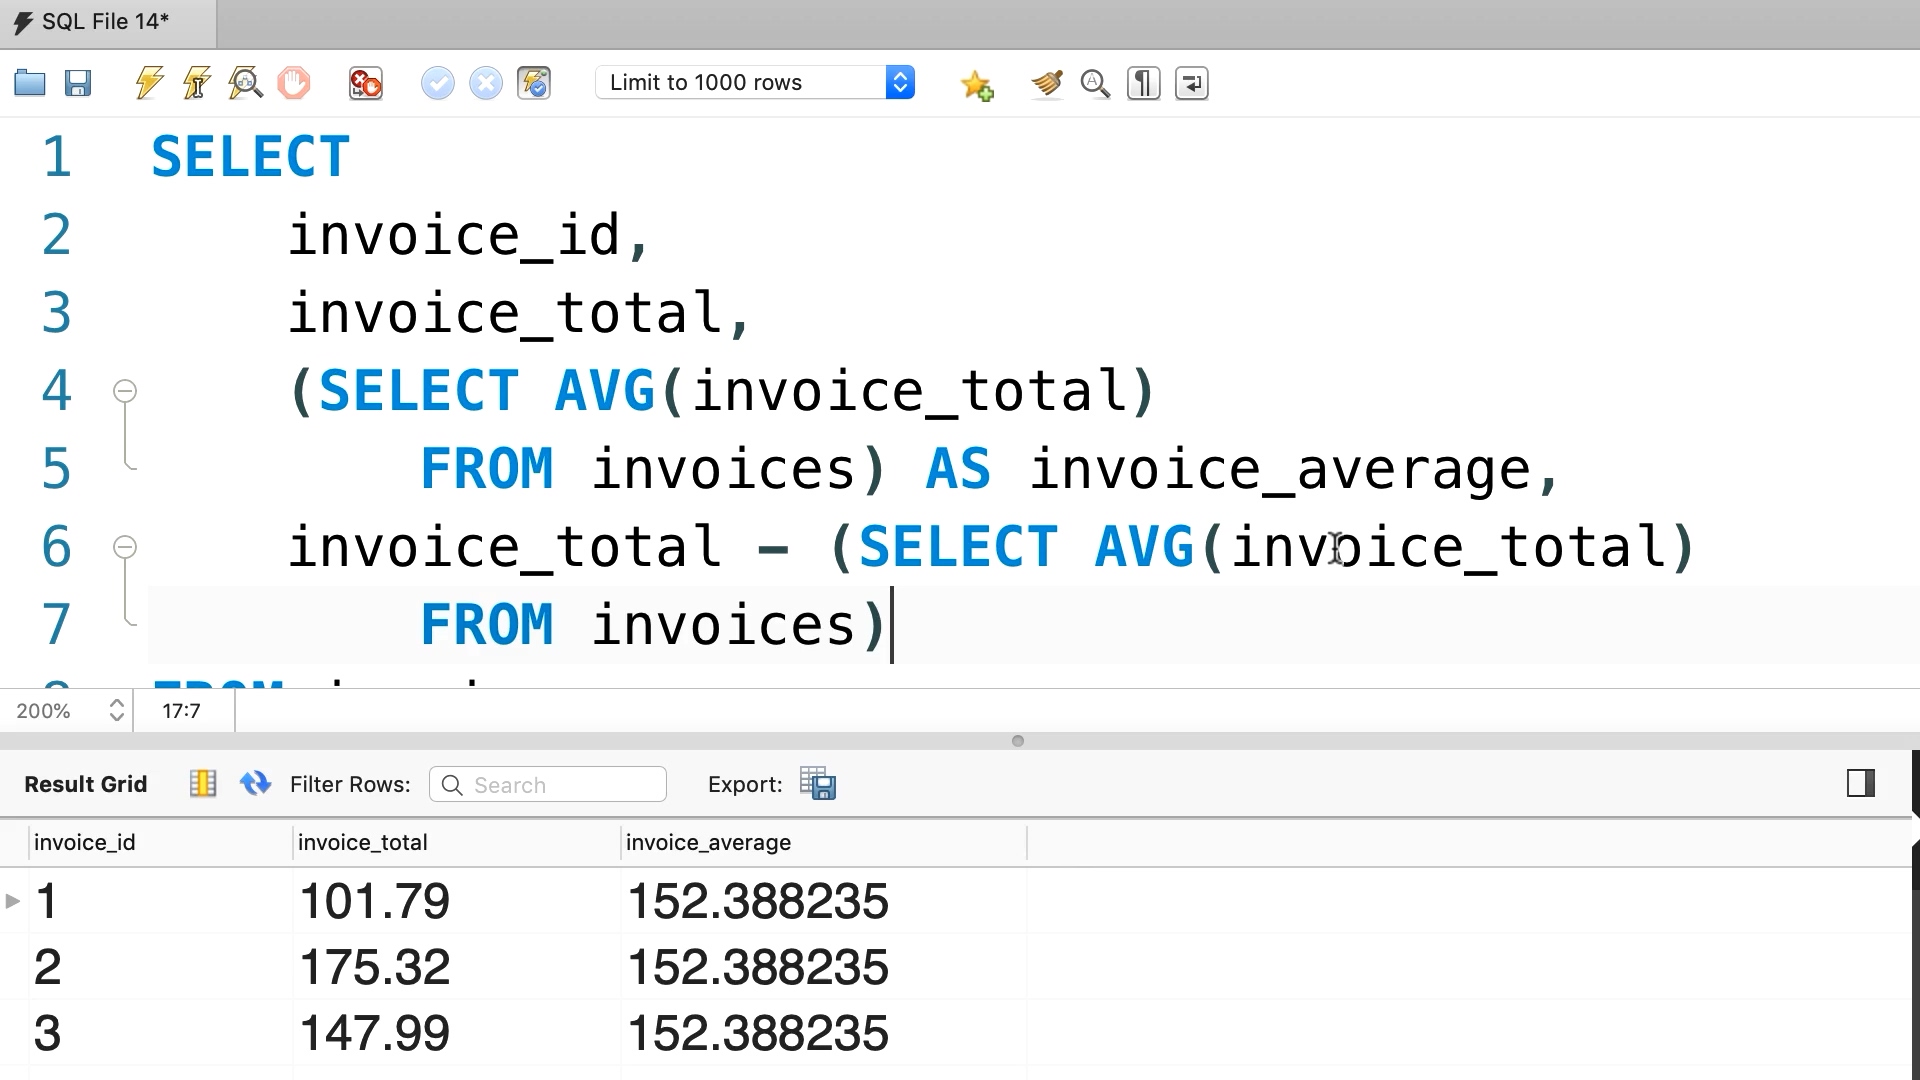 SQL File 14*
Limit to 1000 rows
1 SELECT
2 invoice_id,
3 invoice_total,
4 (SELECT AVG(invoice_total)
5 FROM invoices) AS invoice_average,
6 invoice_total - (SELECT AVG(invoice_total)
7 FROM invoices)
200% 17:7
Result Grid Filter Rows: Search Export:
invoice_id invoice_total invoice_average
1 101.79 152.388235
2 175.32 152.388235
3 147.99 152.388235